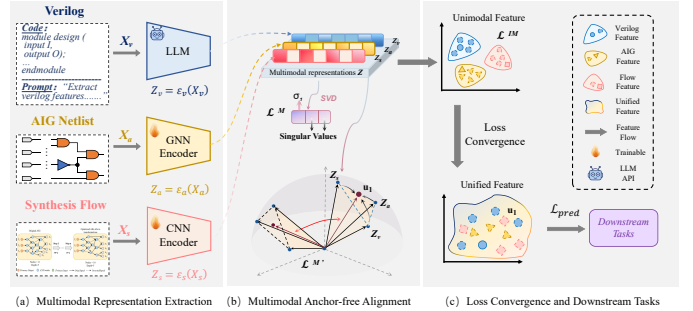 Verilog
Code:
module design (
input I,
output O);
...
endmodule
Prompt: "Extract
verilog features......"
X_v
LLM
Z_v = ε_v(X_v)
AIG Netlist
X_a
GNN
Encoder
Z_a = ε_a(X_a)
Synthesis Flow
X_s
CNN
Encoder
Z_s = ε_s(X_s)
(a) Multimodal Representation Extraction
Z_v
Z_a
Z_s
Multimodal representations Z
σ_1
SVD
ℒ^M
Singular Values
Z_s
u_1
Z_a
Z_v
ℒ^M'
(b) Multimodal Anchor-free Alignment
Unimodal Feature
ℒ^IM
Loss
Convergence
Unified Feature
u_1
ℒ_pred
Downstream
Tasks
Verilog
Feature
AIG
Feature
Flow
Feature
Unified
Feature
Feature
Flow
Trainable
LLM
API
(c) Loss Convergence and Downstream Tasks